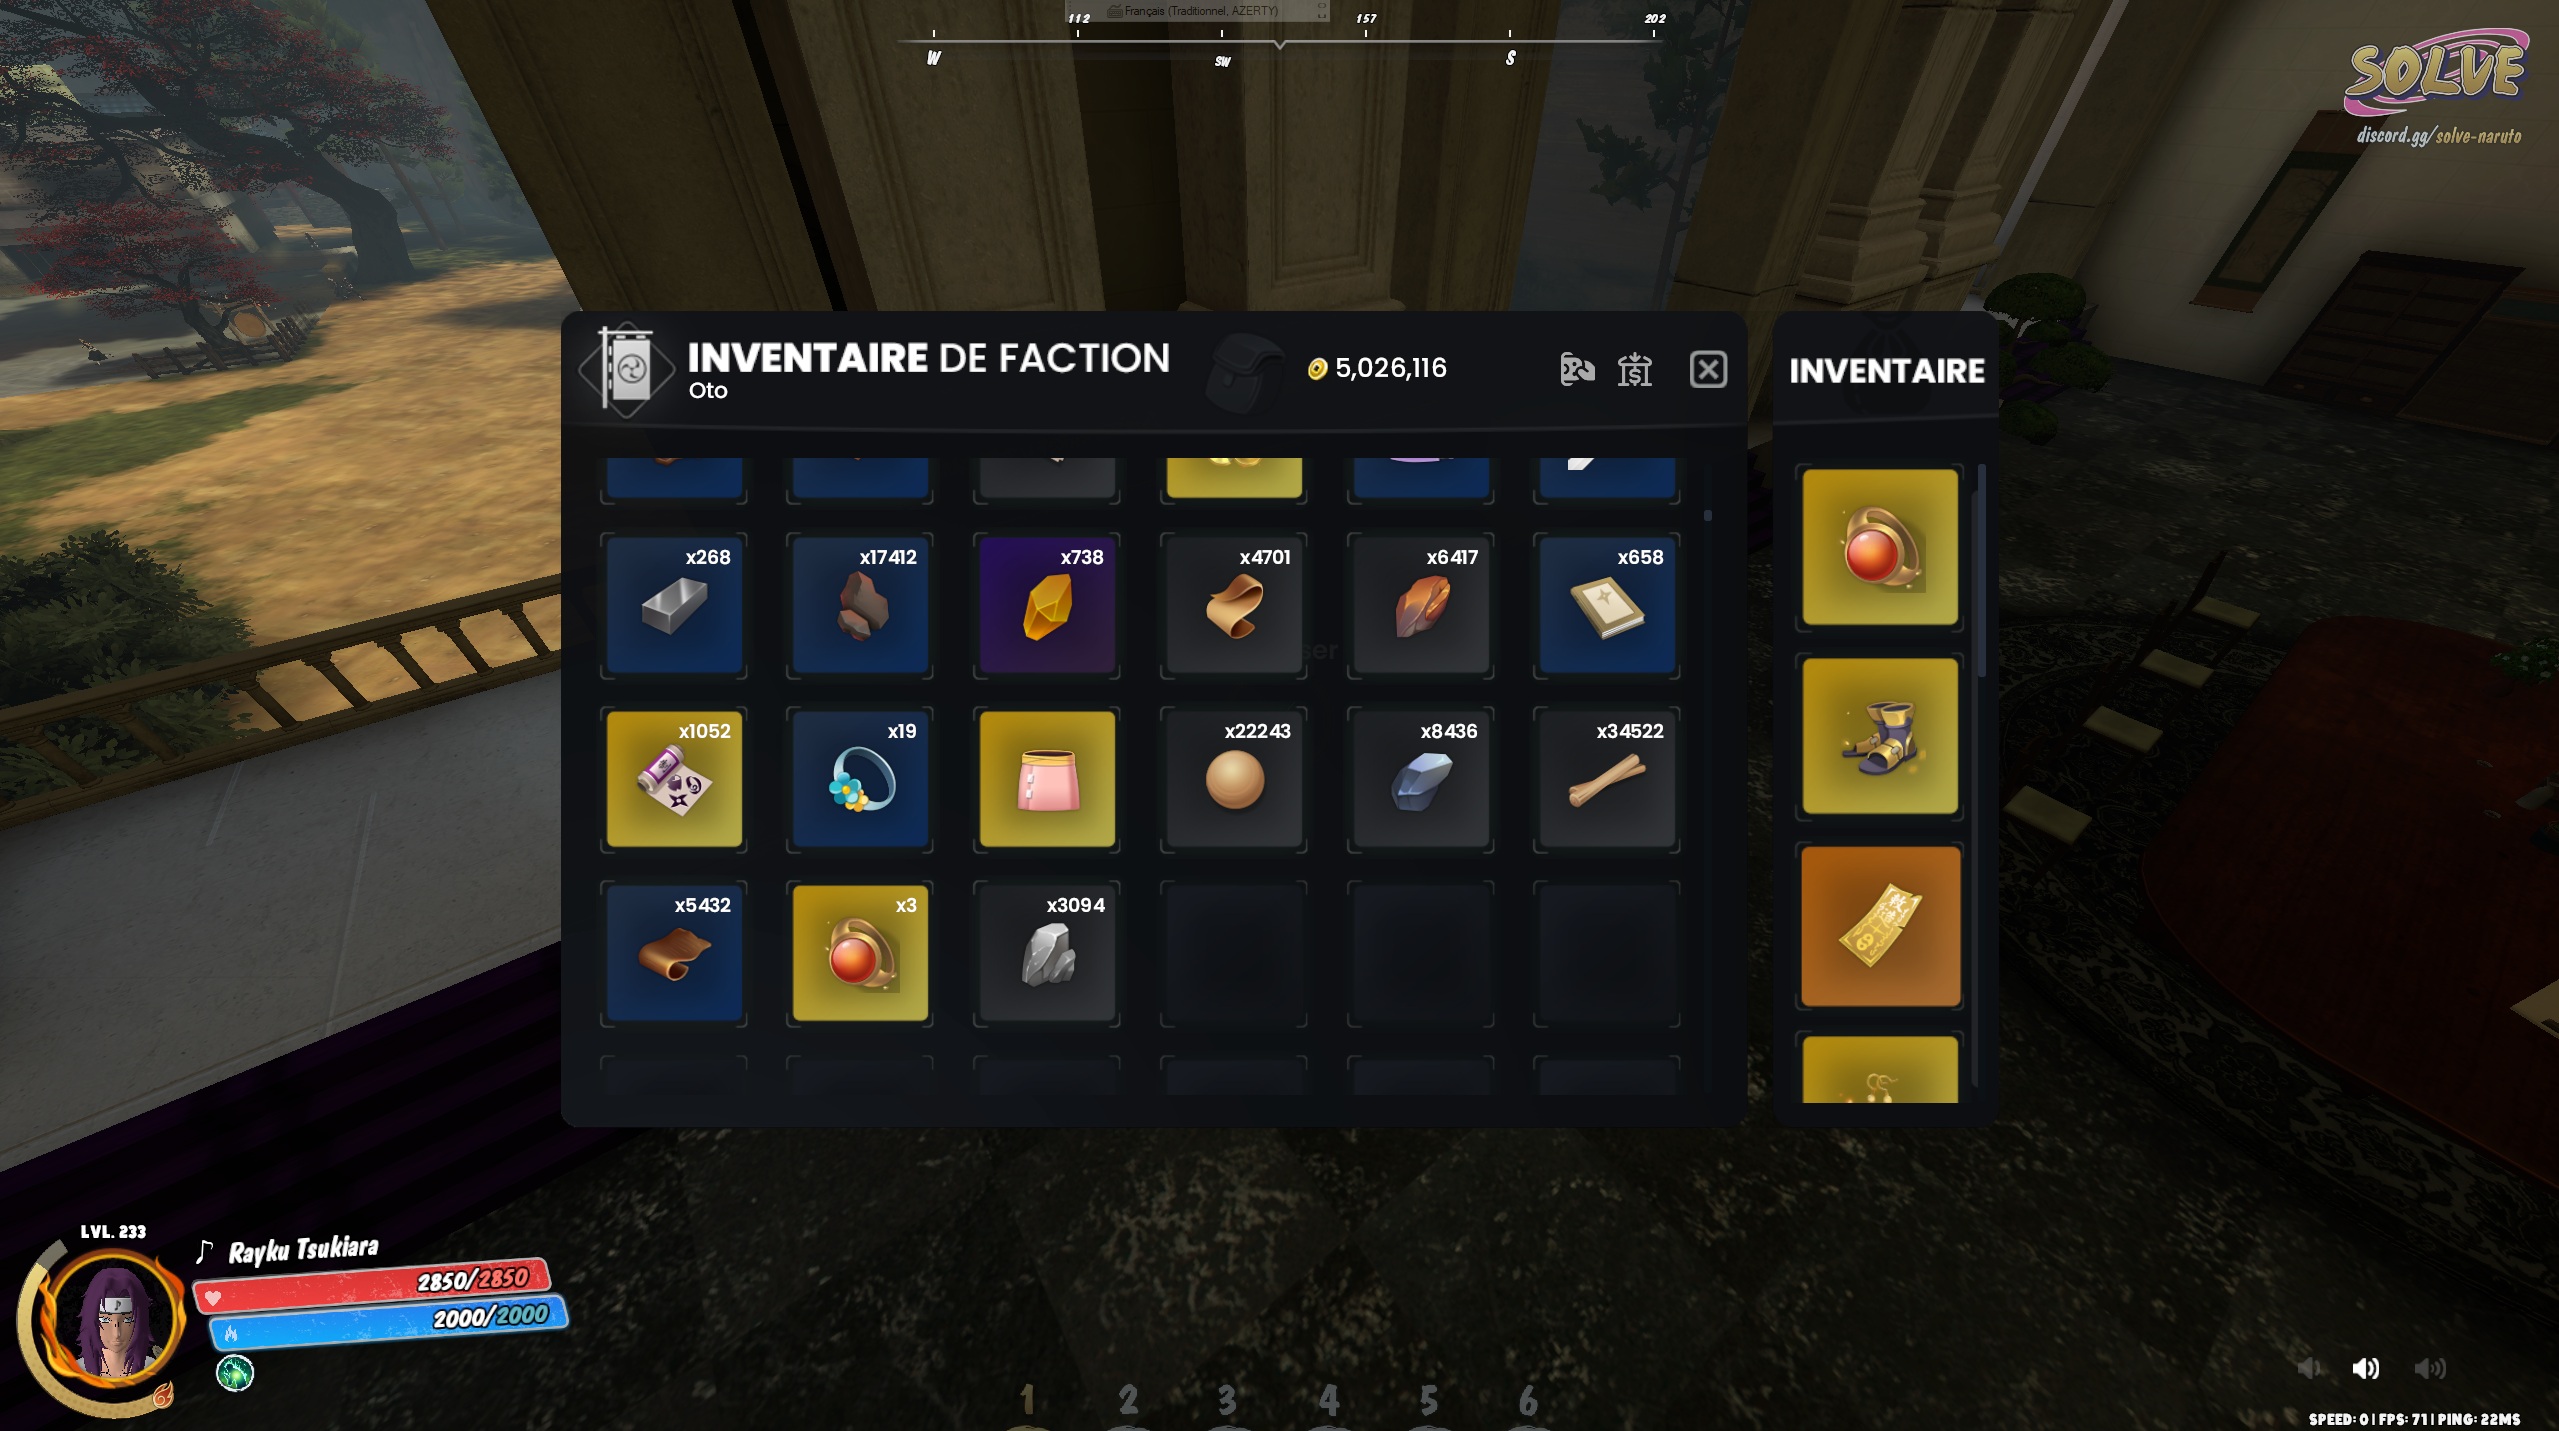 Français (Traditionnel, AZERTY)
112 157 202
W SW S
SOLVE
discord.gg/solve-naruto
INVENTAIRE DE FACTION
Oto
5,026,116
INVENTAIRE
x268 x17412 x738 x4701 x6417 x658
x1052 x19 x22243 x8436 x34522
x5432 x3 x3094
LVL. 233
Rayku Tsukiara
2850/2850
2000/2000
1 2 3 4 5 6
SPEED: 0 | FPS: 71 | PING: 22MS